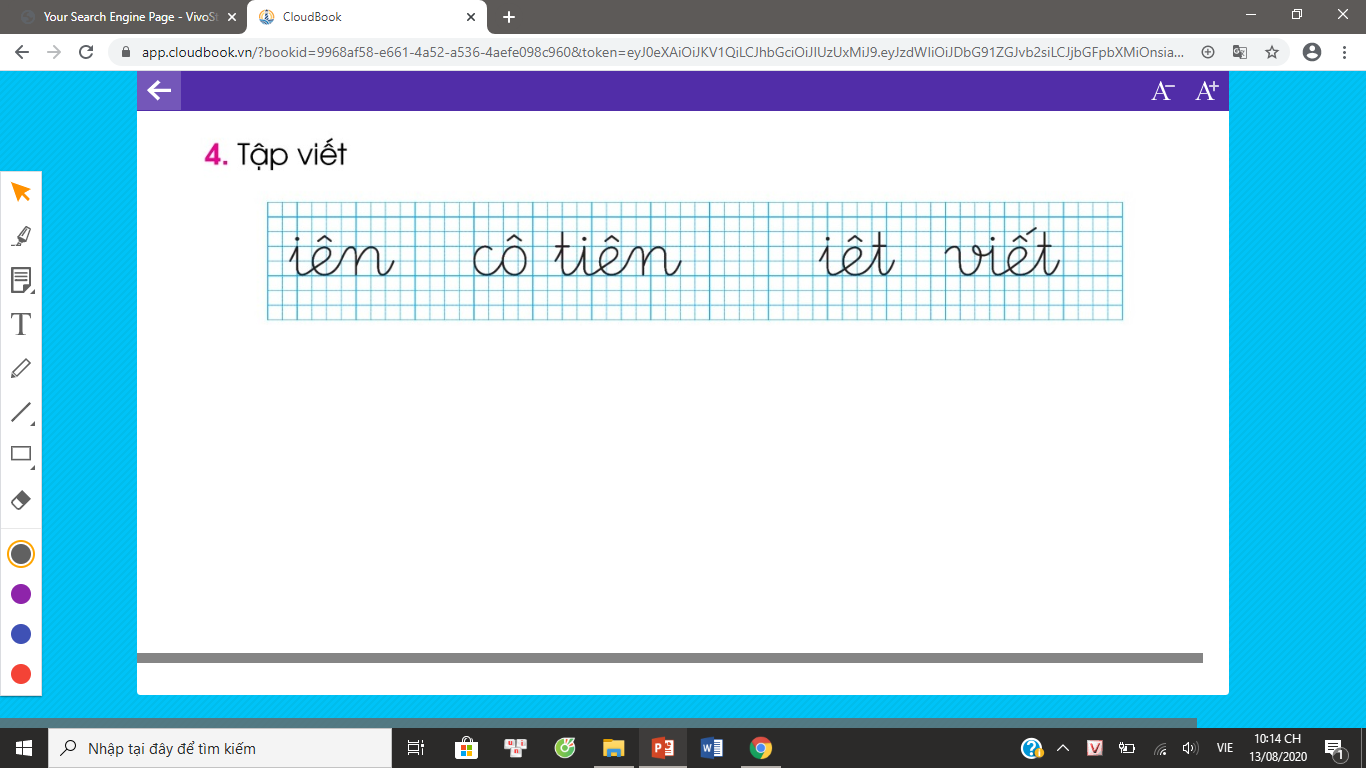 Your Search Engine Page - VivoSt
CloudBook
app.cloudbook.vn/?bookid=9968af58-e661-4a52-a536-4aefe098c960&token=eyJ0eXAiOiJKV1QiLCJhbGciOiJIUzUxMiJ9.eyJzdWIiOiJDbG91ZGJvb2siLCJjbGFpbXMiOnsia...
A- A+
4. Tập viết
iên cô tiên iêt viết
T
Nhập tại đây để tìm kiếm
VIE
10:14 CH
13/08/2020